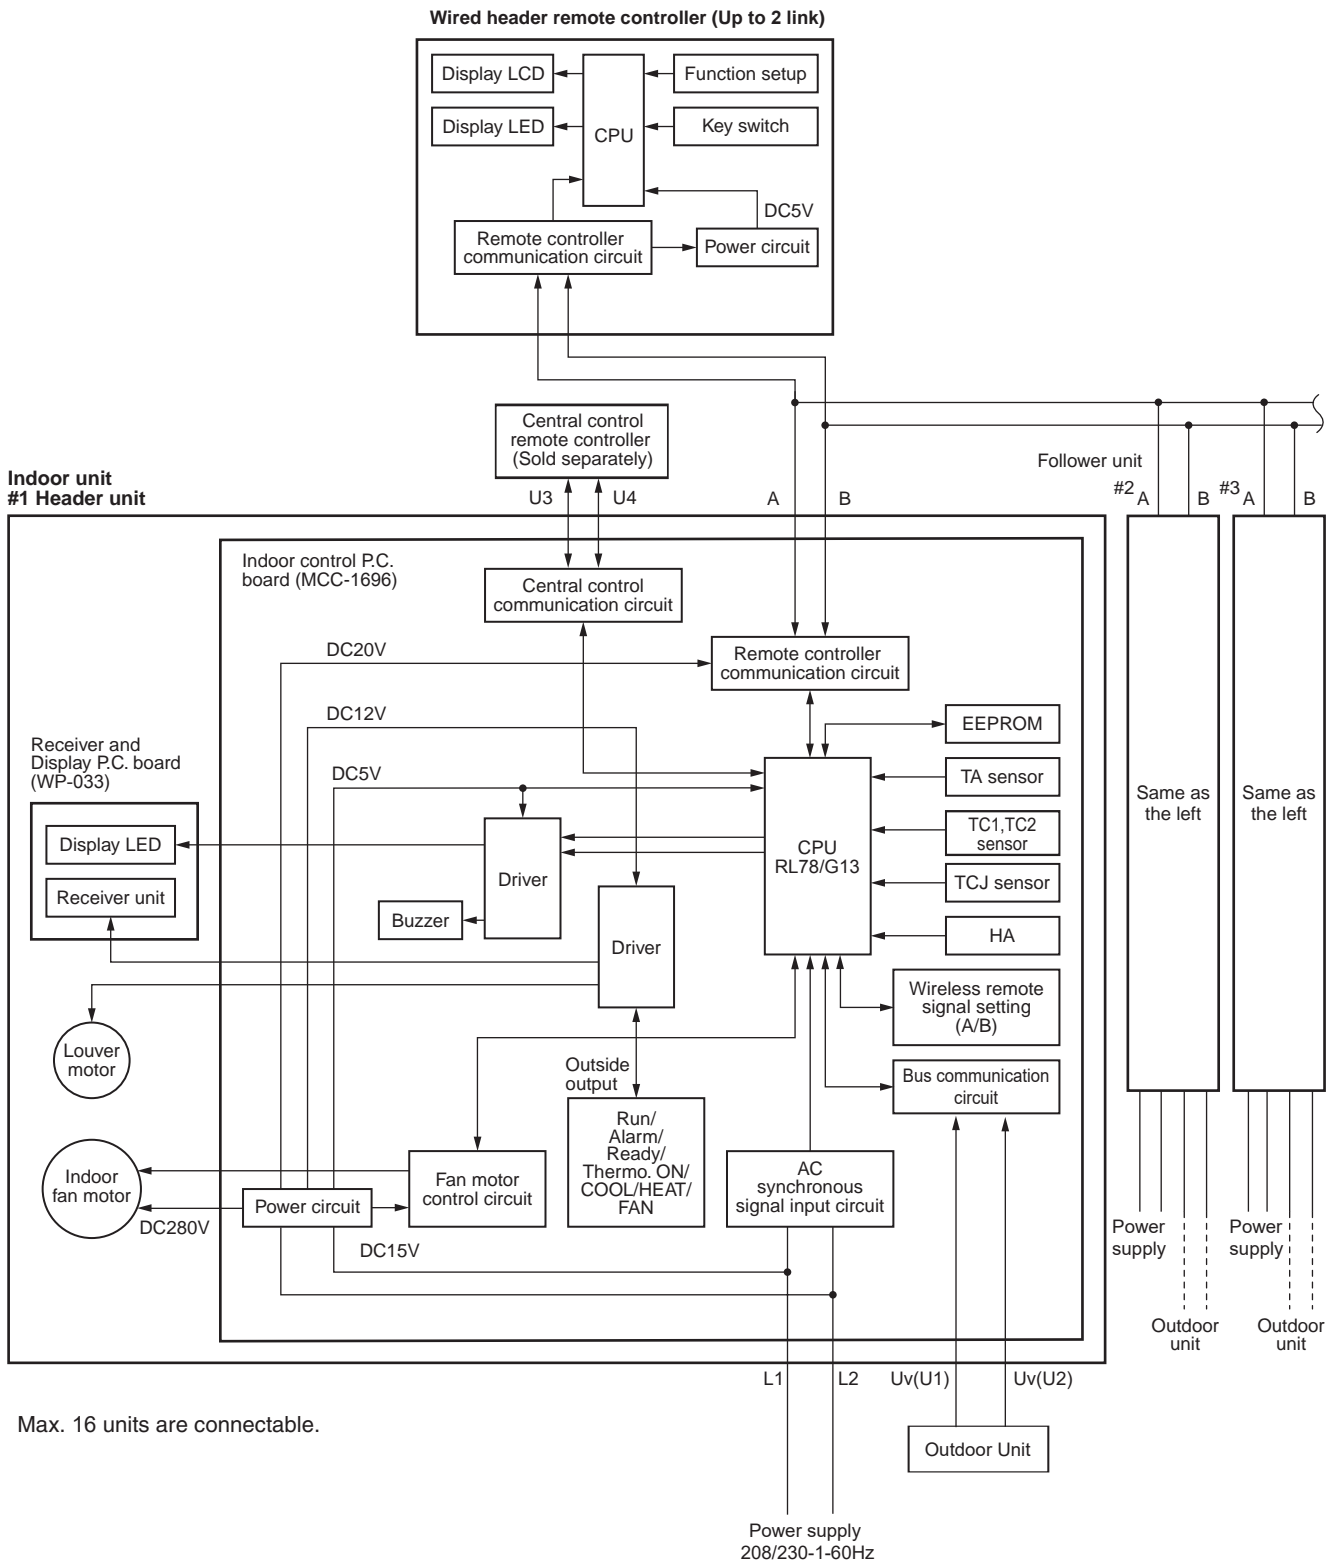 Wired header remote controller (Up to 2 link)
Display LCD
Function setup
Display LED
CPU
Key switch
DC5V
Remote controller
communication circuit
Power circuit
Central control
remote controller
(Sold separately)
Follower unit
Indoor unit
#1 Header unit
U3
U4
A
B
#2
A
B
#3
A
B
Indoor control P.C.
board (MCC-1696)
Central control
communication circuit
DC20V
Remote controller
communication circuit
DC12V
EEPROM
Receiver and
Display P.C. board
(WP-033)
DC5V
TA sensor
Same as
the left
Same as
the left
Display LED
TC1,TC2
sensor
CPU
RL78/G13
Driver
TCJ sensor
Receiver unit
Buzzer
HA
Driver
Wireless remote
signal setting
(A/B)
Louver
motor
Outside
output
Bus communication
circuit
Run/
Alarm/
Ready/
Thermo. ON/
COOL/HEAT/
FAN
AC
synchronous
signal input circuit
Indoor
fan motor
Fan motor
control circuit
Power circuit
DC280V
DC15V
Power
supply
Power
supply
Outdoor
unit
Outdoor
unit
L1
L2
Uv(U1)
Uv(U2)
Max. 16 units are connectable.
Outdoor Unit
Power supply
208/230-1-60Hz